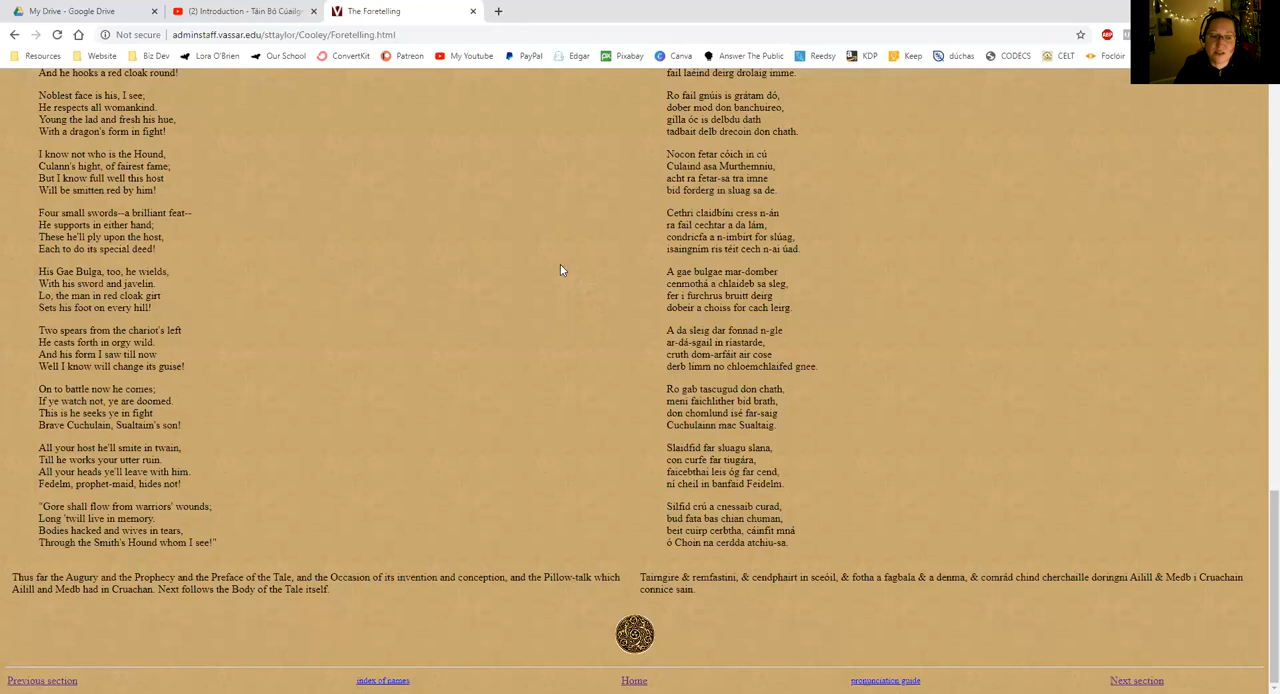 My Drive - Google Drive
(2) Introduction - Táin Bó Cúailg
The Foretelling
Not secure
adminstaff.vassar.edu/sttaylor/Cooley/Foretelling.html
ABP
Resources
Website
Biz Dev
Lora O'Brien
Our School
ConvertKit
Patreon
My Youtube
PayPal
Edgar
Pixabay
Canva
Answer The Public
Reedsy
KDP
Keep
dúchas
CODECS
CELT
Foclóir
And he hooks a red cloak round!
Noblest face is his, I see;
He respects all womankind.
Young the lad and fresh his hue,
With a dragon's form in fight!
I know not who is the Hound,
Culann's hight, of fairest fame;
But I know full well this host
Will be smitten red by him!
Four small swords--a brilliant feat--
He supports in either hand;
These he'll ply upon the host,
Each to do its special deed!
His Gae Bulga, too, he wields,
With his sword and javelin.
Lo, the man in red cloak girt
Sets his foot on every hill!
Two spears from the chariot's left
He casts forth in orgy wild.
And his form I saw till now
Well I know will change its guise!
On to battle now he comes;
If ye watch not, ye are doomed.
This is he seeks ye in fight
Brave Cuchulain, Sualtaim's son!
All your host he'll smite in twain,
Till he works your utter ruin.
All your heads ye'll leave with him.
Fedelm, prophet-maid, hides not!
"Gore shall flow from warriors' wounds;
Long 'twill live in memory.
Bodies hacked and wives in tears,
Through the Smith's Hound whom I see!"
fail laéind deirg drolaig imme.
Ro fail gnúis is grátam dó,
dober mod don banchuireo,
gilla óc is delbdu dath
tadbait delb drecoin don chath.
Nocon fetar cóich in cú
Culaind asa Murthemniu,
acht ra fetar-sa tra imne
bid forderg in sluag sa de.
Cethri claidbíni cress n-án
ra fail cechtar a da lám,
condricfa a n-imbirt for slúag,
isaingním ris téit cech n-ai úad.
A gae bulgae mar-domber
cenmothá a chlaideb sa sleg,
fer i furchrus bruitt deirg
dobeir a choiss for cach leirg.
A da sleig dar fonnad n-gle
ar-dá-sgail in riastarde,
cruth dom-arfáit air cose
derb limm no chloemchlaifed gnee.
Ro gab tascugud don chath,
meni faichlither bid brath,
don chomlund isé far-saig
Cuchulainn mac Sualtaig.
Slaidfid far sluagu slana,
con curfe far tiugára,
faicebthai leis óg far cend,
ní cheil in banfaid Feidelm.
Silfid crú a cnessaib curad,
bud fata bas chian chuman,
beit cuirp cerbtha, cáinfit mná
ó Choin na cerdda atchiu-sa.
Thus far the Augury and the Prophecy and the Preface of the Tale, and the Occasion of its invention and conception, and the Pillow-talk which
Ailill and Medb had in Cruachan. Next follows the Body of the Tale itself.
Tairngire & remfastini, & cendphairt in sceóil, & fotha a fagbala & a denma, & comrád chind cherchaille doringni Ailill & Medb i Cruachain
connice sain.
Previous section
index of names
Home
pronunciation guide
Next section